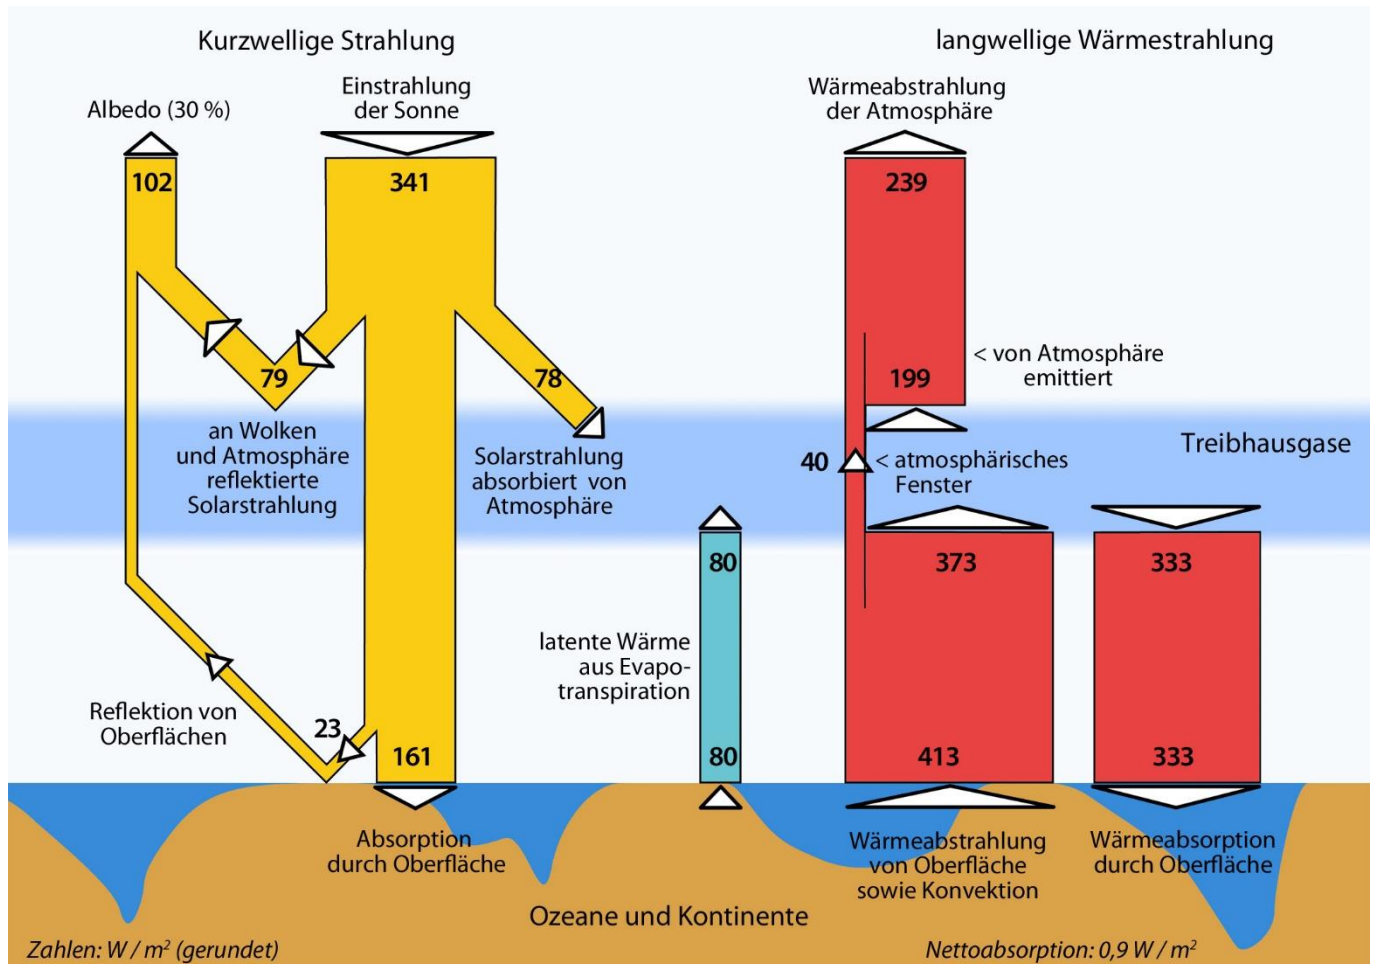 Kurzwellige Strahlung
langwellige Wärmestrahlung
Albedo (30 %)
Einstrahlung
der Sonne
Wärmeabstrahlung
der Atmosphäre
102
341
239
79
78
199
< von Atmosphäre
emittiert
an Wolken
und Atmosphäre
reflektierte
Solarstrahlung
Solarstrahlung
absorbiert von
Atmosphäre
40
< atmosphärisches
Fenster
Treibhausgase
80
373
333
latente Wärme
aus Evapo-
transpiration
Reflektion von
Oberflächen
23
161
80
413
333
Absorption
durch Oberfläche
Wärmeabstrahlung
von Oberfläche
sowie Konvektion
Wärmeabsorption
durch Oberfläche
Ozeane und Kontinente
Zahlen: W / m² (gerundet)
Nettoabsorption: 0,9 W / m²